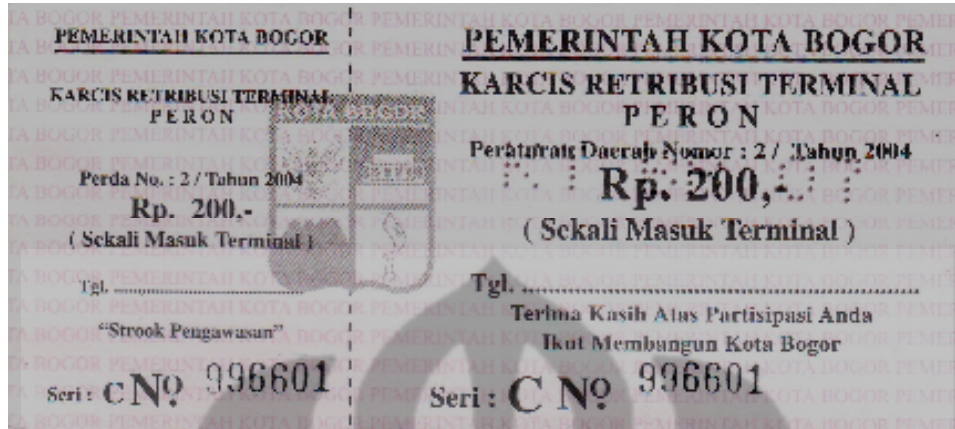 PEMERINTAH KOTA BOGOR
KARCIS RETRIBUSI TERMINAL
PERON
KOTA BOGOR
Perda No. : 2 / Tahun 2004
Rp. 200.-
( Sekali Masuk Terminal )
Tgl.
“Strook Pengawasan”
Seri : C No 996601
PEMERINTAH KOTA BOGOR
KARCIS RETRIBUSI TERMINAL
PERON
Peraturan Daerah Nomor : 2 / Tahun 2004
Rp. 200,-
( Sekali Masuk Terminal )
Tgl.
Terima Kasih Atas Partisipasi Anda
Ikut Membangun Kota Bogor
Seri : C No 996601